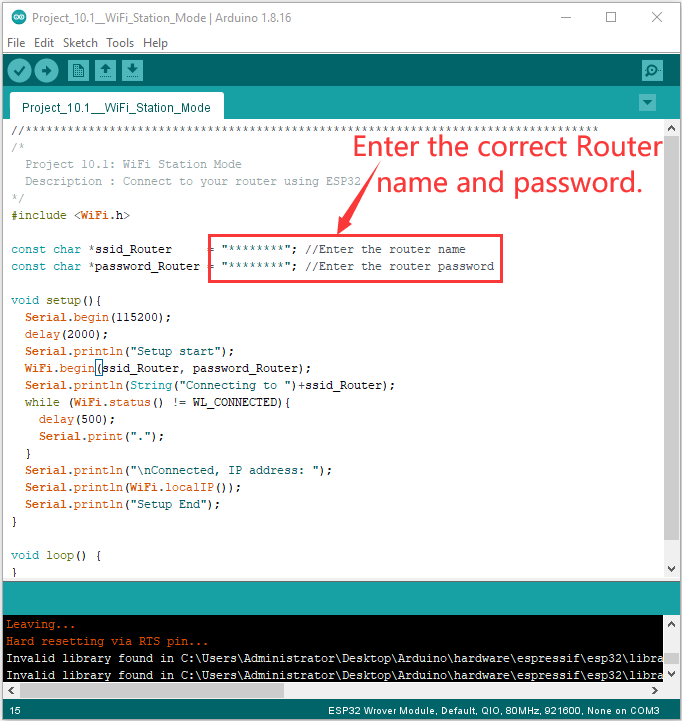 Project_10.1__WiFi_Station_Mode | Arduino 1.8.16
File Edit Sketch Tools Help
Project_10.1__WiFi_Station_Mode
//**********************************************************************************
/*
  Project 10.1: WiFi Station Mode
  Description : Connect to your router using ESP32
*/
Enter the correct Router
name and password.
#include <WiFi.h>
const char *ssid_Router     = "********"; //Enter the router name
const char *password_Router = "********"; //Enter the router password
void setup(){
  Serial.begin(115200);
  delay(2000);
  Serial.println("Setup start");
  WiFi.begin(ssid_Router, password_Router);
  Serial.println(String("Connecting to ")+ssid_Router);
  while (WiFi.status() != WL_CONNECTED){
    delay(500);
    Serial.print(".");
  }
  Serial.println("\nConnected, IP address: ");
  Serial.println(WiFi.localIP());
  Serial.println("Setup End");
}
void loop() {
}
Leaving...
Hard resetting via RTS pin...
Invalid library found in C:\Users\Administrator\Desktop\Arduino\hardware\espressif\esp32\libra
Invalid library found in C:\Users\Administrator\Desktop\Arduino\hardware\espressif\esp32\libra
15 ESP32 Wrover Module, Default, QIO, 80MHz, 921600, None on COM3